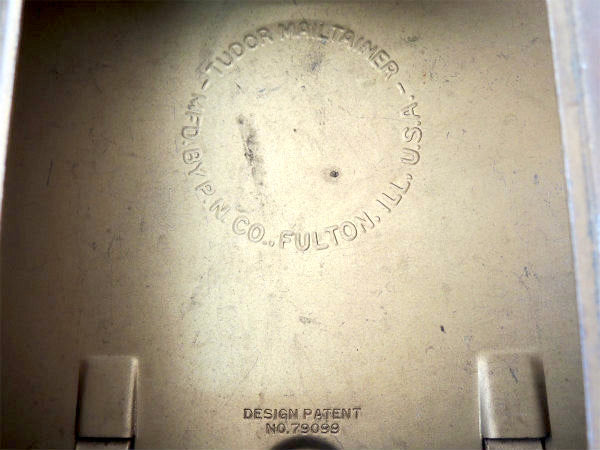 – TUDOR MAILTAINER –
MFD. BY P. N. CO., FULTON, ILL. U.S.A.
DESIGN PATENT
NO. 79099